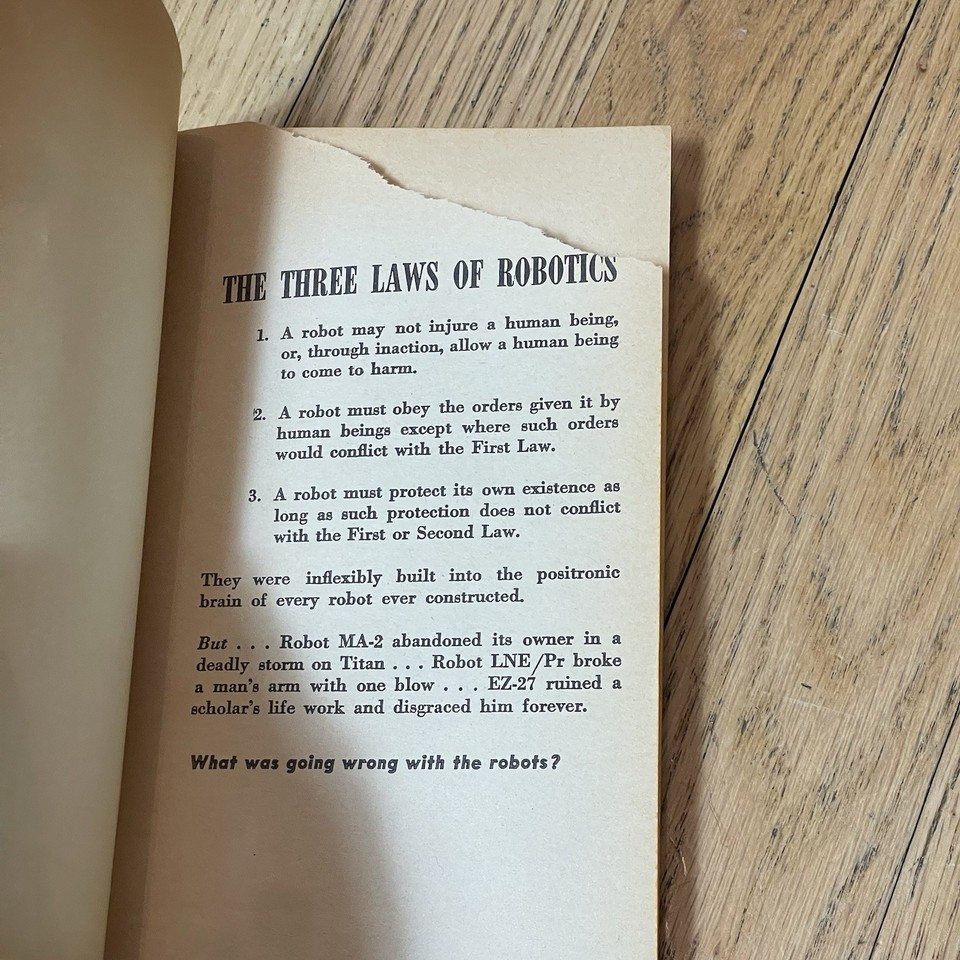 THE THREE LAWS OF ROBOTICS
1. A robot may not injure a human being,
or, through inaction, allow a human being
to come to harm.
2. A robot must obey the orders given it by
human beings except where such orders
would conflict with the First Law.
3. A robot must protect its own existence as
long as such protection does not conflict
with the First or Second Law.
They were inflexibly built into the positronic
brain of every robot ever constructed.
But . . . Robot MA-2 abandoned its owner in a
deadly storm on Titan . . . Robot LNE/Pr broke
a man's arm with one blow . . . EZ-27 ruined a
scholar's life work and disgraced him forever.
What was going wrong with the robots?